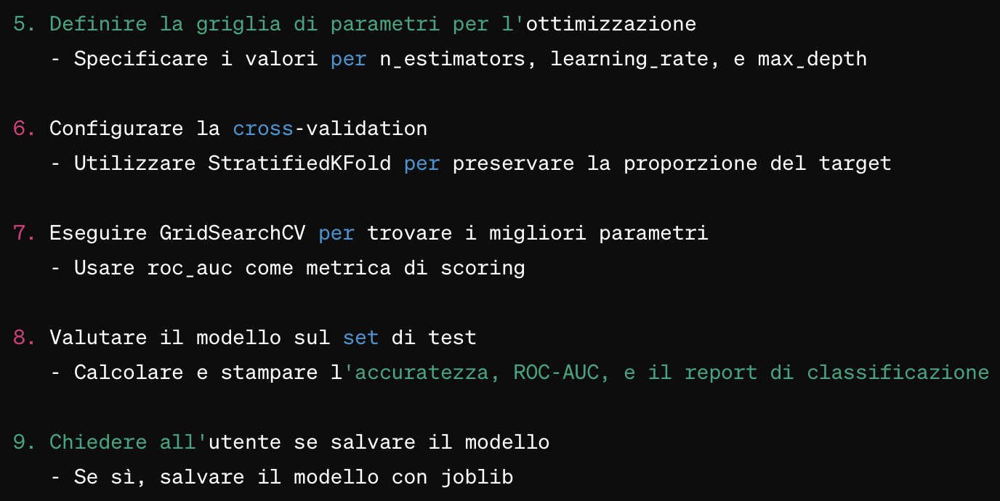 5. Definire la griglia di parametri per l'ottimizzazione
- Specificare i valori per n_estimators, learning_rate, e max_depth
6. Configurare la cross-validation
- Utilizzare StratifiedKFold per preservare la proporzione del target
7. Eseguire GridSearchCV per trovare i migliori parametri
- Usare roc_auc come metrica di scoring
8. Valutare il modello sul set di test
- Calcolare e stampare l'accuratezza, ROC-AUC, e il report di classificazione
9. Chiedere all'utente se salvare il modello
- Se sì, salvare il modello con joblib